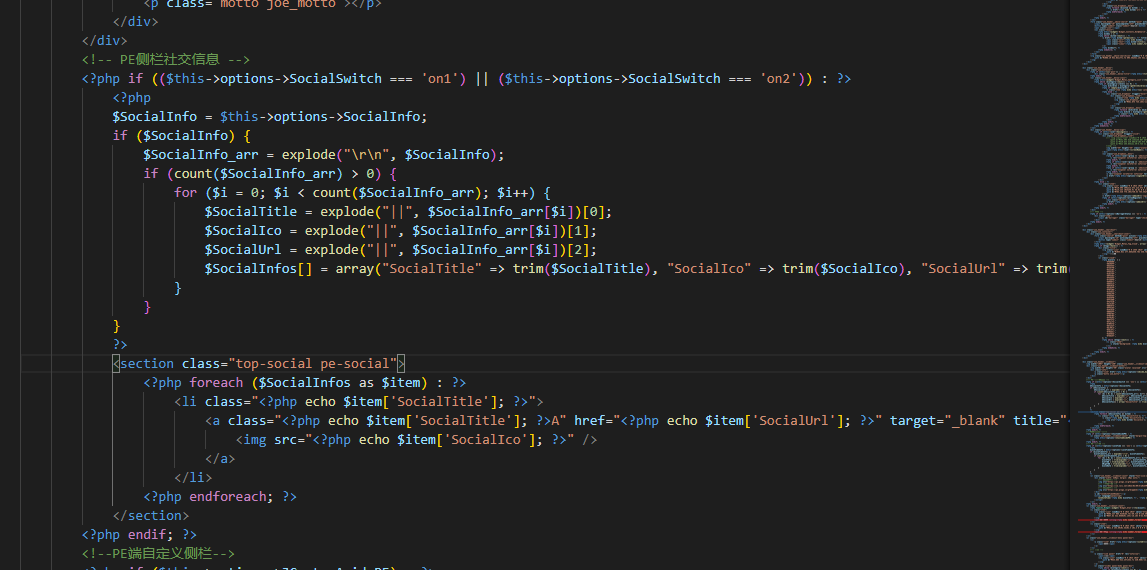 <p class="motto joe_motto"></p>
</div>
</div>
<!-- PE侧栏社交信息 -->
<?php if (($this->options->SocialSwitch === 'on1') || ($this->options->SocialSwitch === 'on2')) : ?>
<?php
$SocialInfo = $this->options->SocialInfo;
if ($SocialInfo) {
$SocialInfo_arr = explode("\r\n", $SocialInfo);
if (count($SocialInfo_arr) > 0) {
for ($i = 0; $i < count($SocialInfo_arr); $i++) {
$SocialTitle = explode("||", $SocialInfo_arr[$i])[0];
$SocialIco = explode("||", $SocialInfo_arr[$i])[1];
$SocialUrl = explode("||", $SocialInfo_arr[$i])[2];
$SocialInfos[] = array("SocialTitle" => trim($SocialTitle), "SocialIco" => trim($SocialIco), "SocialUrl" => trim
}
}
}
?>
<section class="top-social pe-social">
<?php foreach ($SocialInfos as $item) : ?>
<li class="<?php echo $item['SocialTitle']; ?>">
<a class="<?php echo $item['SocialTitle']; ?>A" href="<?php echo $item['SocialUrl']; ?>" target="_blank" title="
<img src="<?php echo $item['SocialIco']; ?>" />
</a>
</li>
<?php endforeach; ?>
</section>
<?php endif; ?>
<!--PE端自定义侧栏-->